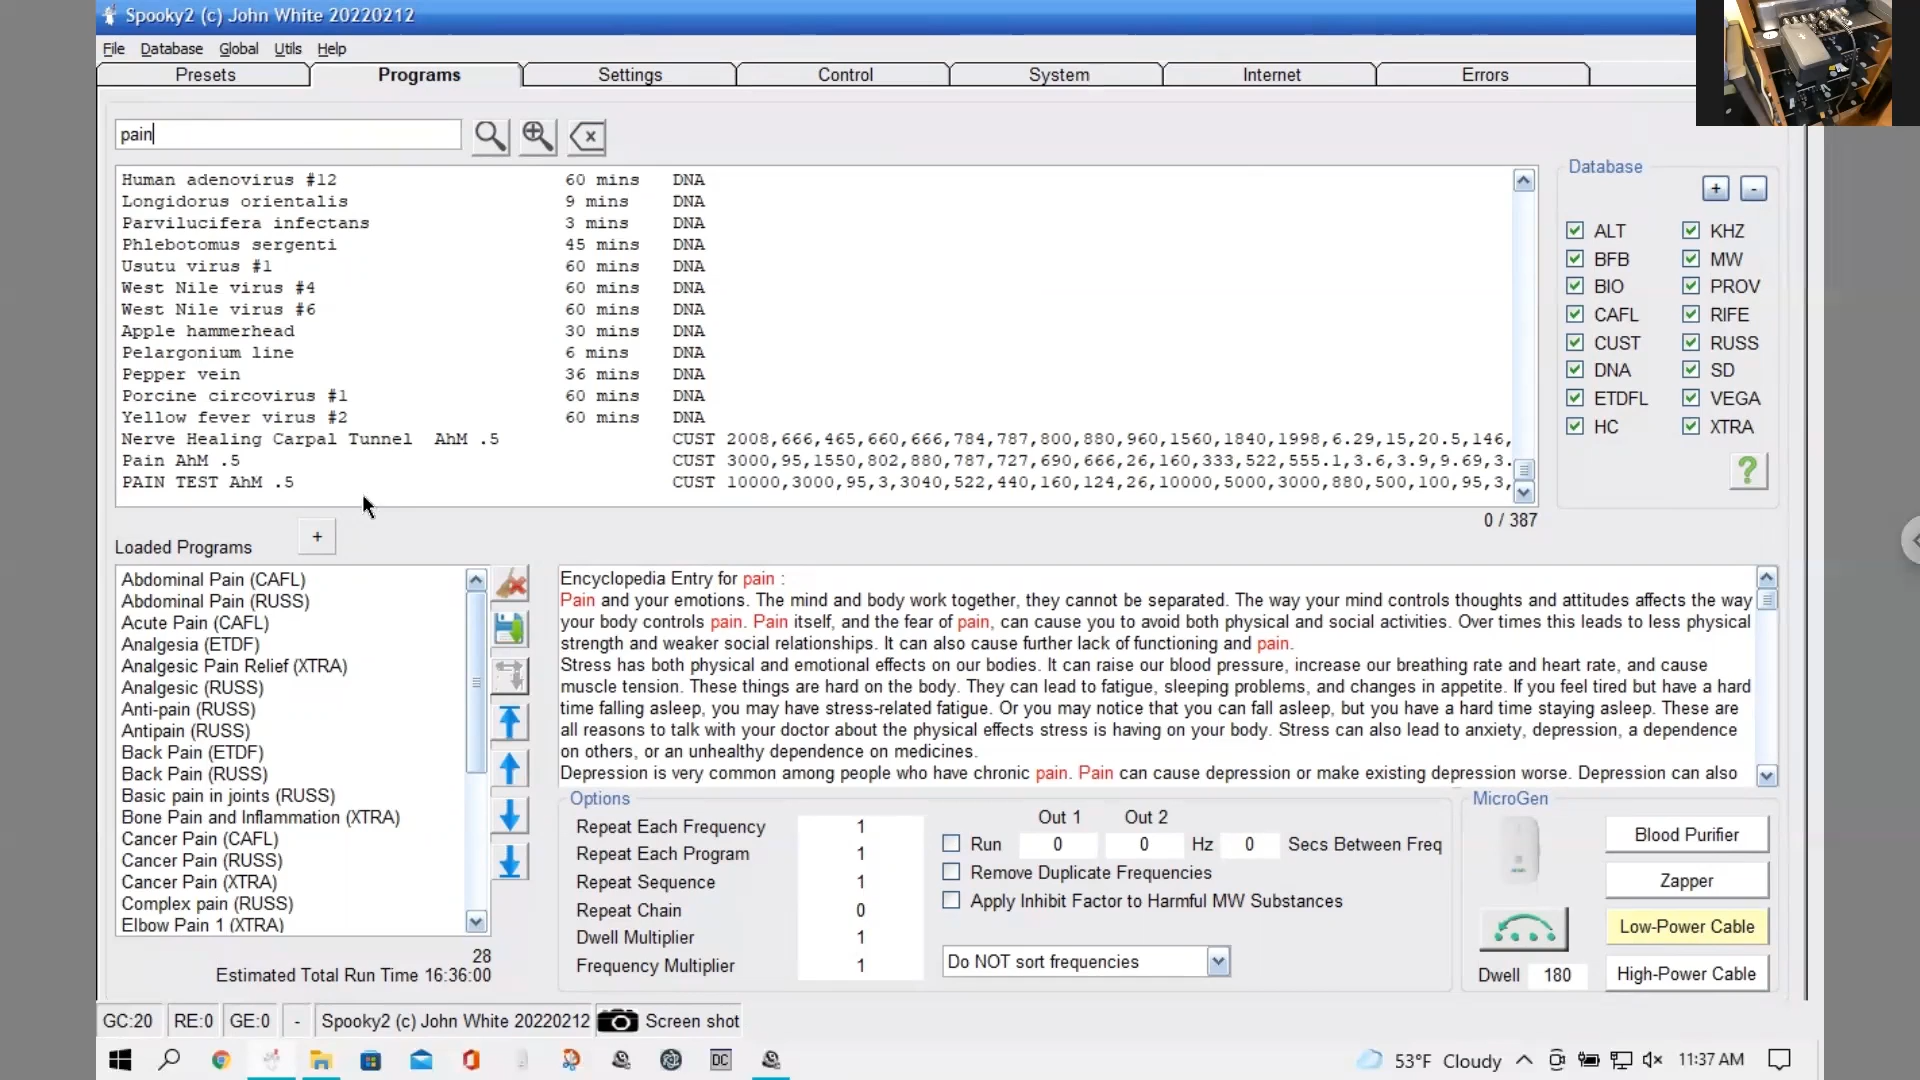 Spooky2 (c) John White 20220212
File Database Global Utils Help
Presets Programs Settings Control System Internet Errors
pain
Human adenovirus #12 60 mins DNA
Longidorus orientalis 9 mins DNA
Parvilucifera infectans 3 mins DNA
Phlebotomus sergenti 45 mins DNA
Usutu virus #1 60 mins DNA
West Nile virus #4 60 mins DNA
West Nile virus #6 60 mins DNA
Apple hammerhead 30 mins DNA
Pelargonium line 6 mins DNA
Pepper vein 36 mins DNA
Porcine circovirus #1 60 mins DNA
Yellow fever virus #2 60 mins DNA
Nerve Healing Carpal Tunnel AhM .5 CUST 2008,666,465,660,666,784,787,800,880,960,1560,1840,1998,6.29,15,20.5,146,
Pain AhM .5 CUST 3000,95,1550,802,880,787,727,690,666,26,160,333,522,555.1,3.6,3.9,9.69,3.
PAIN TEST AhM .5 CUST 10000,3000,95,3,3040,522,440,160,124,26,10000,5000,3000,880,500,100,95,3,
0 / 387
Database
+ -
ALT KHZ
BFB MW
BIO PROV
CAFL RIFE
CUST RUSS
DNA SD
ETDFL VEGA
HC XTRA
?
Loaded Programs +
Abdominal Pain (CAFL)
Abdominal Pain (RUSS)
Acute Pain (CAFL)
Analgesia (ETDF)
Analgesic Pain Relief (XTRA)
Analgesic (RUSS)
Anti-pain (RUSS)
Antipain (RUSS)
Back Pain (ETDF)
Back Pain (RUSS)
Basic pain in joints (RUSS)
Bone Pain and Inflammation (XTRA)
Cancer Pain (CAFL)
Cancer Pain (RUSS)
Cancer Pain (XTRA)
Complex pain (RUSS)
Elbow Pain 1 (XTRA)
28
Estimated Total Run Time 16:36:00
Encyclopedia Entry for pain :
Pain and your emotions. The mind and body work together, they cannot be separated. The way your mind controls thoughts and attitudes affects the way
your body controls pain. Pain itself, and the fear of pain, can cause you to avoid both physical and social activities. Over times this leads to less physical
strength and weaker social relationships. It can also cause further lack of functioning and pain.
Stress has both physical and emotional effects on our bodies. It can raise our blood pressure, increase our breathing rate and heart rate, and cause
muscle tension. These things are hard on the body. They can lead to fatigue, sleeping problems, and changes in appetite. If you feel tired but have a hard
time falling asleep, you may have stress-related fatigue. Or you may notice that you can fall asleep, but you have a hard time staying asleep. These are
all reasons to talk with your doctor about the physical effects stress is having on your body. Stress can also lead to anxiety, depression, a dependence
on others, or an unhealthy dependence on medicines.
Depression is very common among people who have chronic pain. Pain can cause depression or make existing depression worse. Depression can also
Options
Repeat Each Frequency 1
Repeat Each Program 1
Repeat Sequence 1
Repeat Chain 0
Dwell Multiplier 1
Frequency Multiplier 1
Out 1 Out 2
Run 0 0 Hz 0 Secs Between Freq
Remove Duplicate Frequencies
Apply Inhibit Factor to Harmful MW Substances
Do NOT sort frequencies
MicroGen
Blood Purifier
Zapper
Low-Power Cable
Dwell 180 High-Power Cable
GC:20 RE:0 GE:0 - Spooky2 (c) John White 20220212 Screen shot
DC
53°F Cloudy 11:37 AM